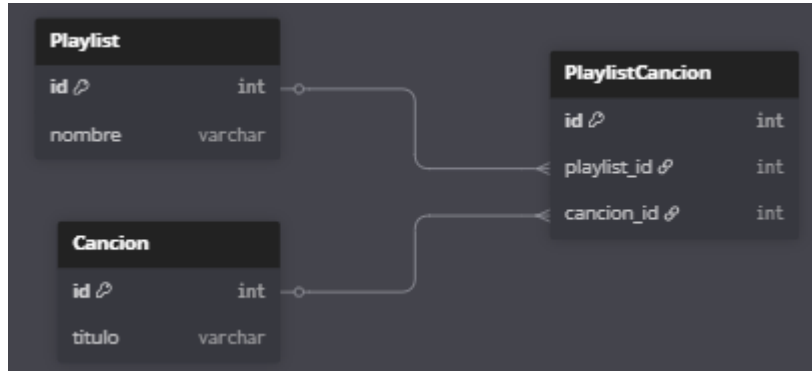 Playlist
id int
nombre varchar
Cancion
id int
titulo varchar
PlaylistCancion
id int
playlist_id int
cancion_id int